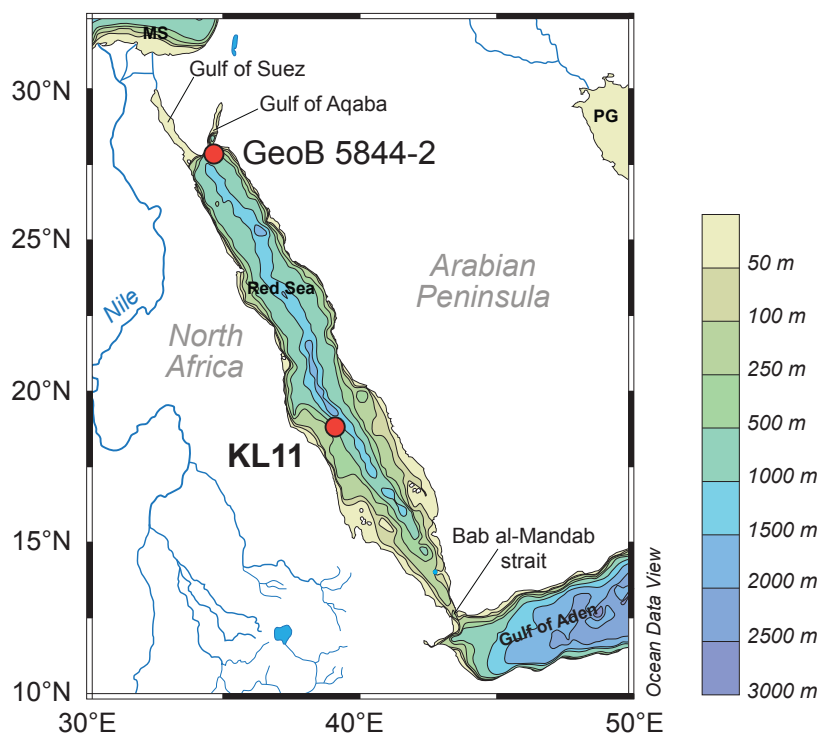 MS
Gulf of Suez
30°N
Gulf of Aqaba
PG
GeoB 5844-2
25°N
Arabian
Peninsula
Red Sea
Nile
North
Africa
20°N
KL11
15°N
Bab al-Mandab
strait
Gulf of Aden
10°N
30°E
40°E
50°E
Ocean Data View
50 m
100 m
250 m
500 m
1000 m
1500 m
2000 m
2500 m
3000 m